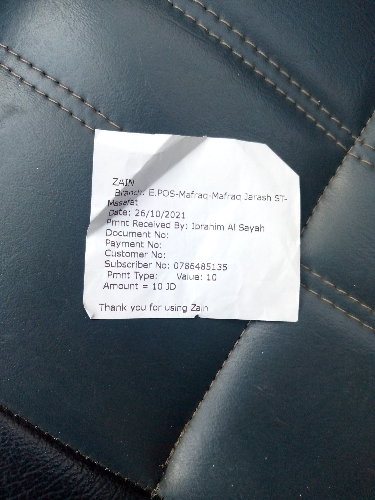 ZAIN
Branch: E.POS-Mafraq-Mafraq Jarash ST-
Masafat
Date: 26/10/2021
Pmnt Received By: Ibrahim Al Sayah
Document No:
Payment No:
Customer No:
Subscriber No: 0786485135
Pmnt Type: Value: 10
Amount = 10 JD
Thank you for using Zain